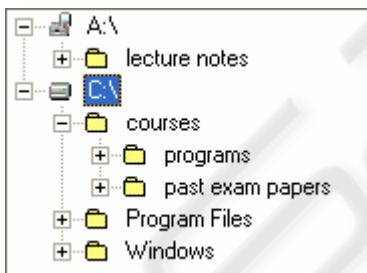 A:\
lecture notes
C:\
courses
programs
past exam papers
Program Files
Windows